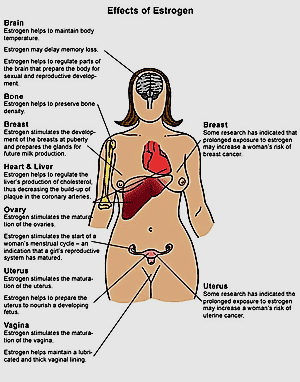 Effects of Estrogen
Brain
Estrogen helps to maintain body
temperature.
Estrogen may delay memory loss.
Estrogen helps to regulate parts of
the brain that prepare the body for
sexual and reproductive develop-
ment.
Bone
Estrogen helps to preserve bone
density.
Breast
Estrogen stimulates the develop-
ment of the breasts at puberty and
prepares the glands for
future milk production.
Heart & Liver
Estrogen helps to regulate the
liver's production of cholesterol,
thus decreasing the build-up of
plaque in the coronary arteries.
Ovary
Estrogen stimulates the matura-
tion of the ovaries.
Estrogen stimulates the start of a
woman's menstrual cycle – an
indication that a girl's reproductive
system has matured.
Uterus
Estrogen stimulates the matura-
tion of the uterus.
Estrogen helps to prepare the
uterus to nourish a developing
fetus.
Vagina
Estrogen stimulates the matura-
tion of the vagina.
Estrogen helps maintain a lubri-
cated and thick vaginal lining.
Breast
Some research has indicated that
prolonged exposure to estrogen
may increase a woman's risk of
breast cancer.
Uterus
Some research has indicated the
prolonged exposure to estrogen
may increase a woman's risk of
uterine cancer.